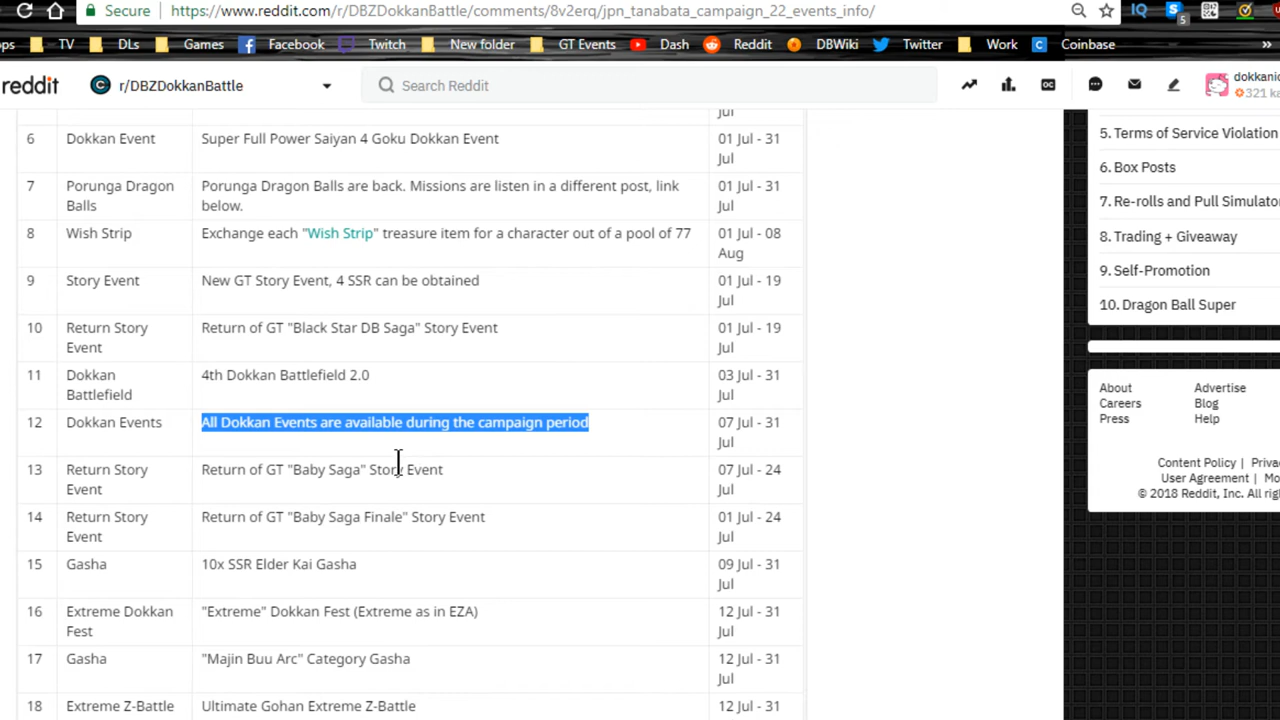 Secure https://www.reddit.com/r/DBZDokkanBattle/comments/8v2erq/jpn_tanabata_campaign_22_events_info/
IQ 5
TV DLs Games Facebook Twitch New folder GT Events Dash Reddit DBWiki Twitter Work Coinbase »
reddit r/DBZDokkanBattle Search Reddit
Jul
6 Dokkan Event Super Full Power Saiyan 4 Goku Dokkan Event 01 Jul - 31
Jul
7 Porunga Dragon Porunga Dragon Balls are back. Missions are listen in a different post, link 01 Jul - 31
Balls below. Jul
8 Wish Strip Exchange each "Wish Strip" treasure item for a character out of a pool of 77 01 Jul - 08
Aug
9 Story Event New GT Story Event, 4 SSR can be obtained 01 Jul - 19
Jul
10 Return Story Return of GT "Black Star DB Saga" Story Event 01 Jul - 19
Event Jul
11 Dokkan 4th Dokkan Battlefield 2.0 03 Jul - 31
Battlefield Jul
12 Dokkan Events All Dokkan Events are available during the campaign period 07 Jul - 31
Jul
13 Return Story Return of GT "Baby Saga" Story Event 07 Jul - 24
Event Jul
14 Return Story Return of GT "Baby Saga Finale" Story Event 01 Jul - 24
Event Jul
15 Gasha 10x SSR Elder Kai Gasha 09 Jul - 31
Jul
16 Extreme Dokkan "Extreme" Dokkan Fest (Extreme as in EZA) 12 Jul - 31
Fest Jul
17 Gasha "Majin Buu Arc" Category Gasha 12 Jul - 31
Jul
18 Extreme Z-Battle Ultimate Gohan Extreme Z-Battle 12 Jul - 31
5. Terms of Service Violation
6. Box Posts
7. Re-rolls and Pull Simulato
8. Trading + Giveaway
9. Self-Promotion
10. Dragon Ball Super
About Advertise
Careers Blog
Press Help
Content Policy | Priva
User Agreement | Mo
© 2018 Reddit, Inc. All righ